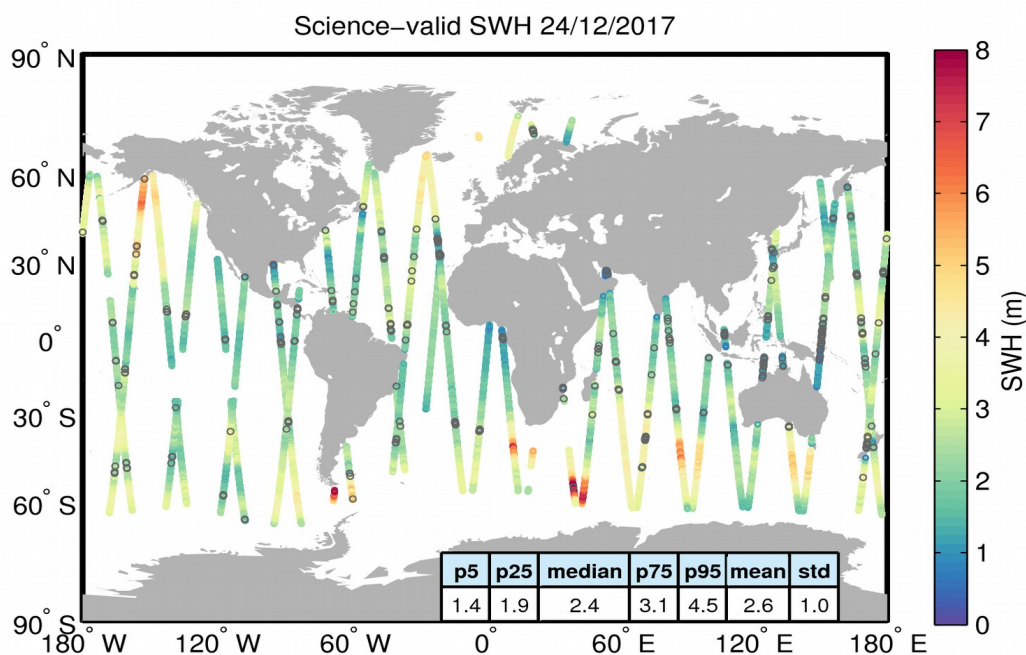 Science−valid SWH 24/12/2017
90° N
60° N
30° N
0°
30° S
60° S
90° S
180° W
120° W
60° W
0°
60° E
120° E
180° E
p5 p25 median p75 p95 mean std
1.4 1.9 2.4 3.1 4.5 2.6 1.0
8
7
6
5
4
3
2
1
0
SWH (m)